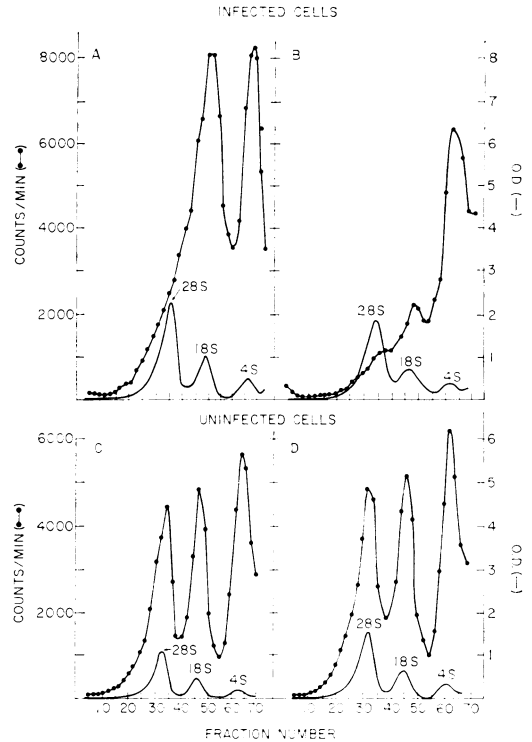 INFECTED CELLS
A
B
8000
6000
4000
2000
8
7
6
5
4
3
2
1
COUNTS/MIN (●—●)
O.D. (—)
28S
18S
4S
28S
18S
4S
UNINFECTED CELLS
C
D
6000
4000
2000
6
5
4
3
2
1
0
COUNTS/MIN (●—●)
O.D. (—)
28S
18S
4S
28S
18S
4S
10 20 30 40 50 60 70
10 20 30 40 50 60 70
FRACTION NUMBER